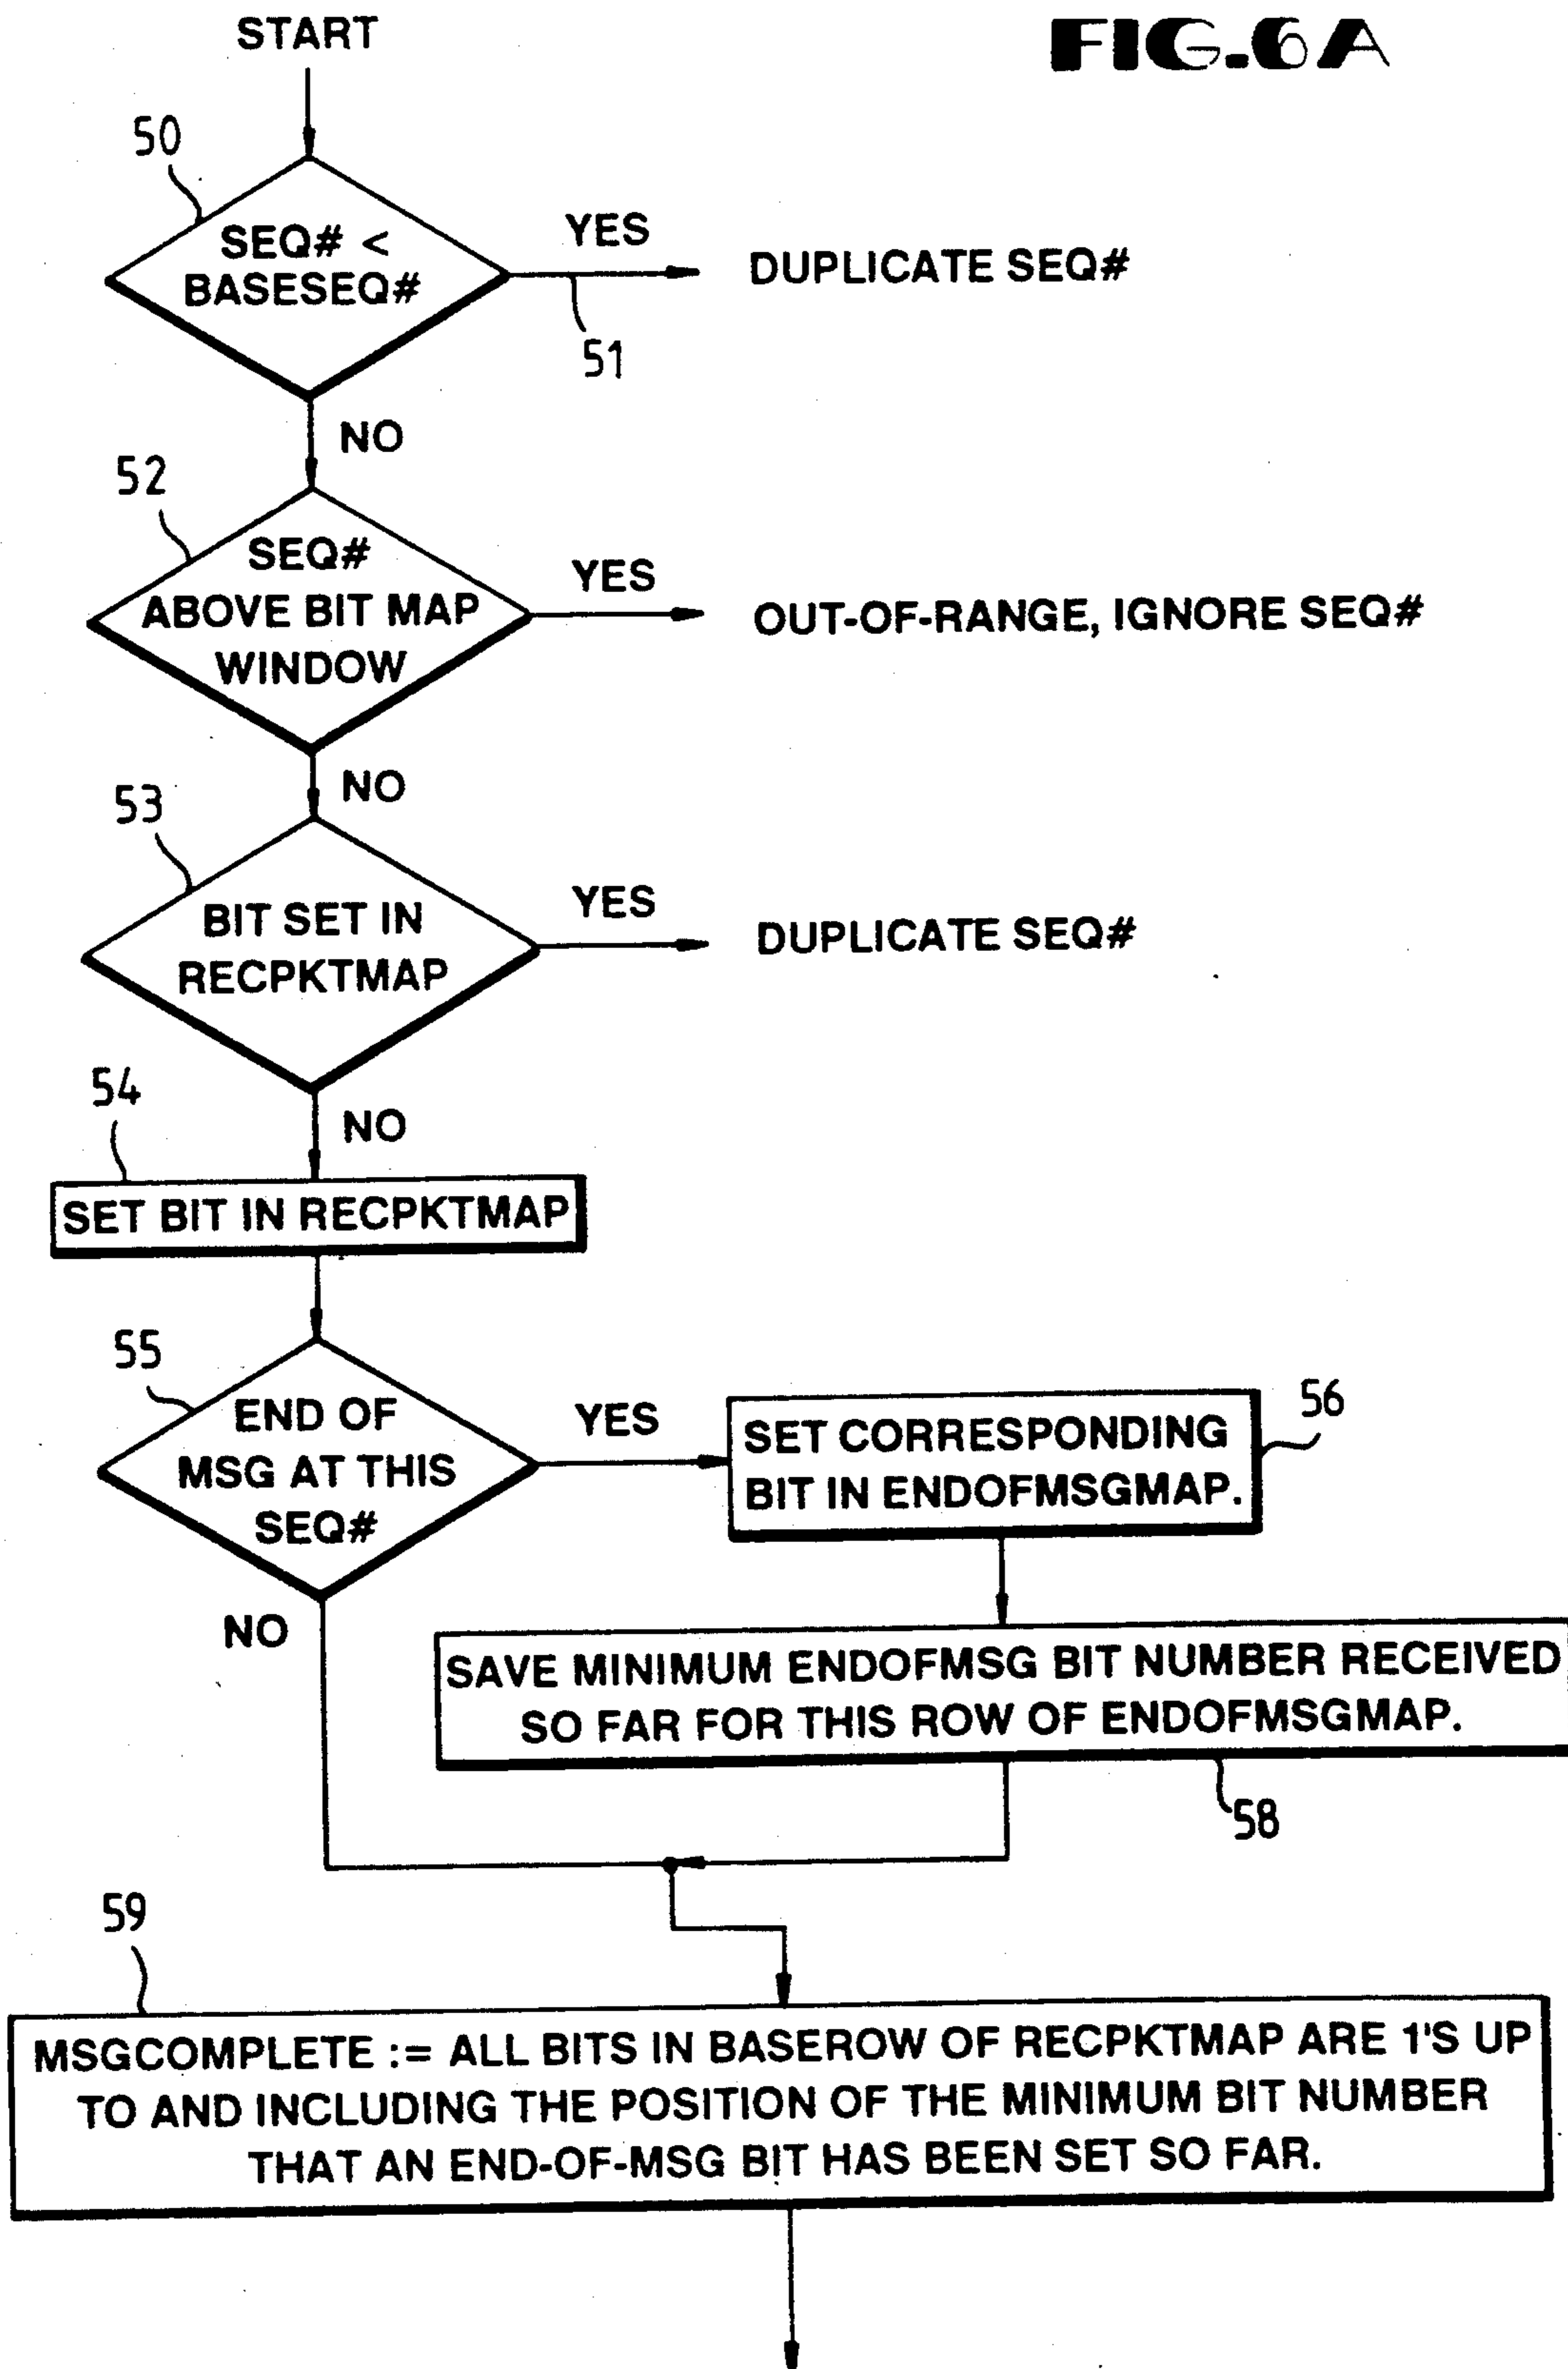 START
FIG.6A
50
SEQ# <
BASESEQ#
YES
DUPLICATE SEQ#
51
NO
52
SEQ#
ABOVE BIT MAP
WINDOW
YES
OUT-OF-RANGE, IGNORE SEQ#
NO
53
BIT SET IN
RECPKTMAP
YES
DUPLICATE SEQ#
NO
54
SET BIT IN RECPKTMAP
55
END OF
MSG AT THIS
SEQ#
YES
SET CORRESPONDING
BIT IN ENDOFMSGMAP.
56
NO
SAVE MINIMUM ENDOFMSG BIT NUMBER RECEIVED
SO FAR FOR THIS ROW OF ENDOFMSGMAP.
58
59
MSGCOMPLETE := ALL BITS IN BASEROW OF RECPKTMAP ARE 1'S UP
TO AND INCLUDING THE POSITION OF THE MINIMUM BIT NUMBER
THAT AN END-OF-MSG BIT HAS BEEN SET SO FAR.